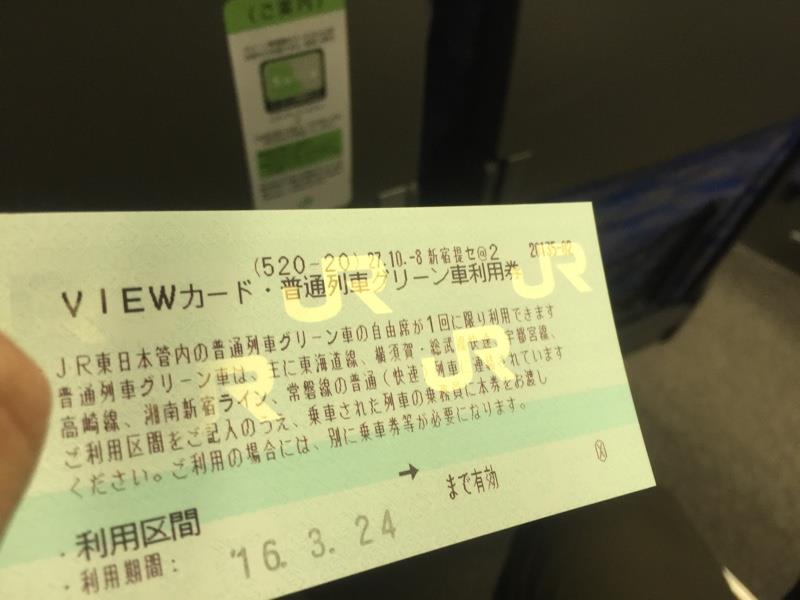 (ご案内)
(520-20) 27.10.-8 新宿提セ@2 20135-02
VIEWカード・普通列車グリーン車利用券
JR東日本管内の普通列車グリーン車の自由席が1回に限り利用できます
普通列車グリーン車は、主に東海道線、横須賀・総武線快速、宇都宮線、
高崎線、湘南新宿ライン、常磐線の普通(快速)列車に連結されています
ご利用区間をご記入のうえ、乗車された列車の乗務員に本券をお渡し
ください。ご利用の場合には、別に乗車券等が必要になります。
・利用区間 →
・利用期間: '16.3.24 まで有効
JR
JR
JR
R